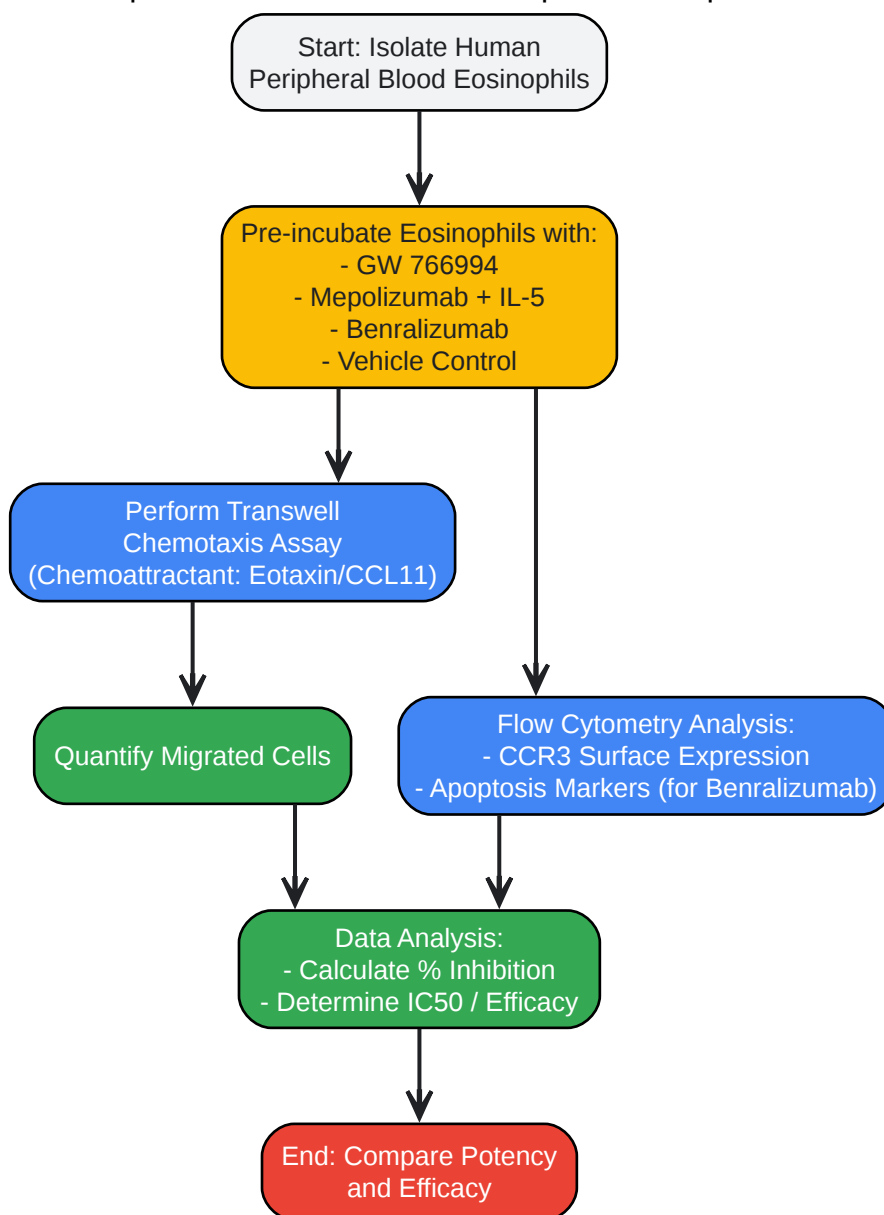 Start: Isolate Human
Peripheral Blood Eosinophils
Pre-incubate Eosinophils with:
- GW 766994
- Mepolizumab + IL-5
- Benralizumab
- Vehicle Control
Perform Transwell
Chemotaxis Assay
(Chemoattractant: Eotaxin/CCL11)
Quantify Migrated Cells
Flow Cytometry Analysis:
- CCR3 Surface Expression
- Apoptosis Markers (for Benralizumab)
Data Analysis:
- Calculate % Inhibition
- Determine IC50 / Efficacy
End: Compare Potency
and Efficacy